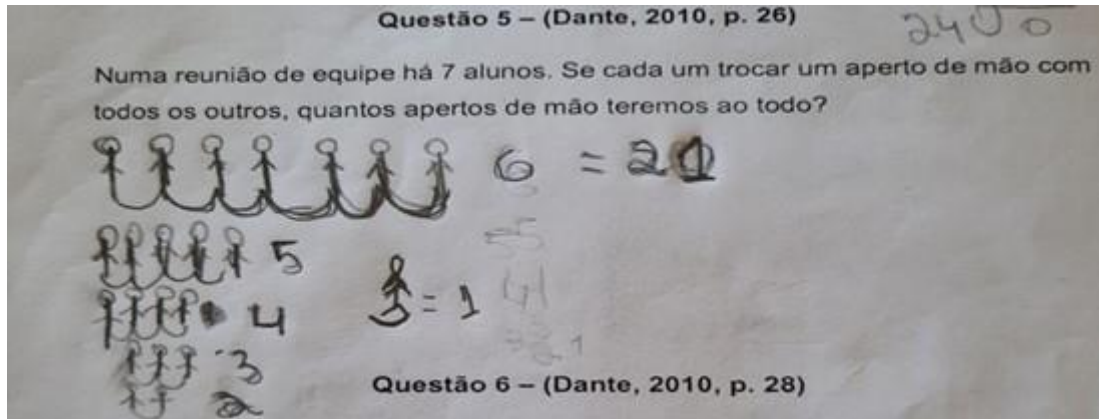 Questão 5 – (Dante, 2010, p. 26)
240
Numa reunião de equipe há 7 alunos. Se cada um trocar um aperto de mão com
todos os outros, quantos apertos de mão teremos ao todo?
6 = 21
5
4
= 1
3
2
Questão 6 – (Dante, 2010, p. 28)